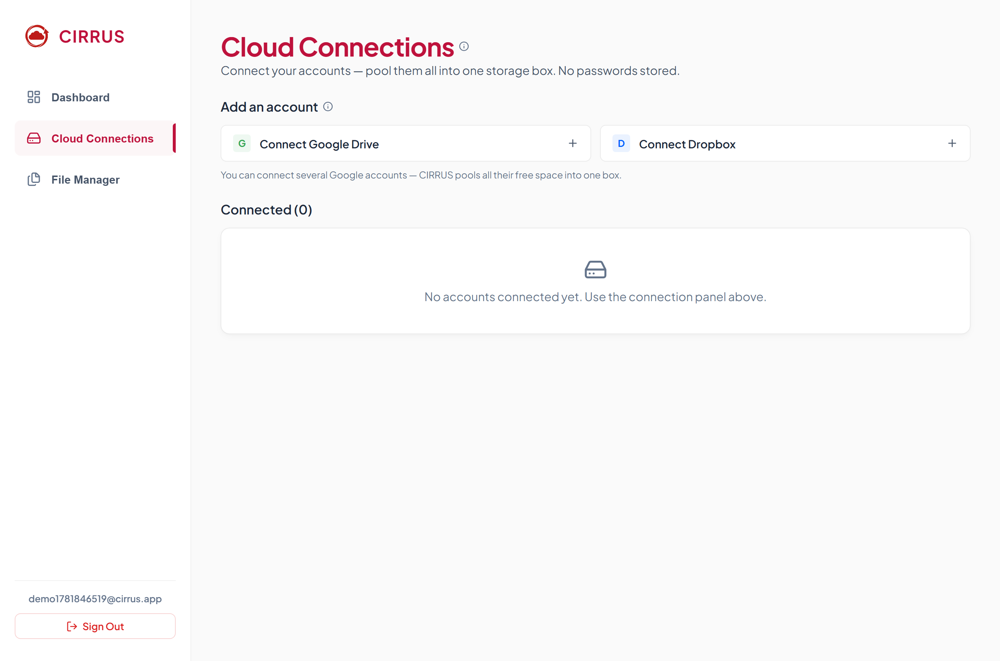 CIRRUS
Dashboard
Cloud Connections
File Manager
demo1781846519@cirrus.app
Sign Out
Cloud Connections
Connect your accounts — pool them all into one storage box. No passwords stored.
Add an account
G Connect Google Drive +
D Connect Dropbox +
You can connect several Google accounts — CIRRUS pools all their free space into one box.
Connected (0)
No accounts connected yet. Use the connection panel above.